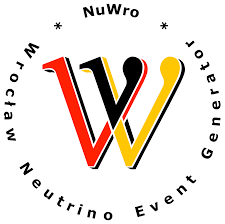 NuWro
* Wrocław Neutrino Event Generator *
W